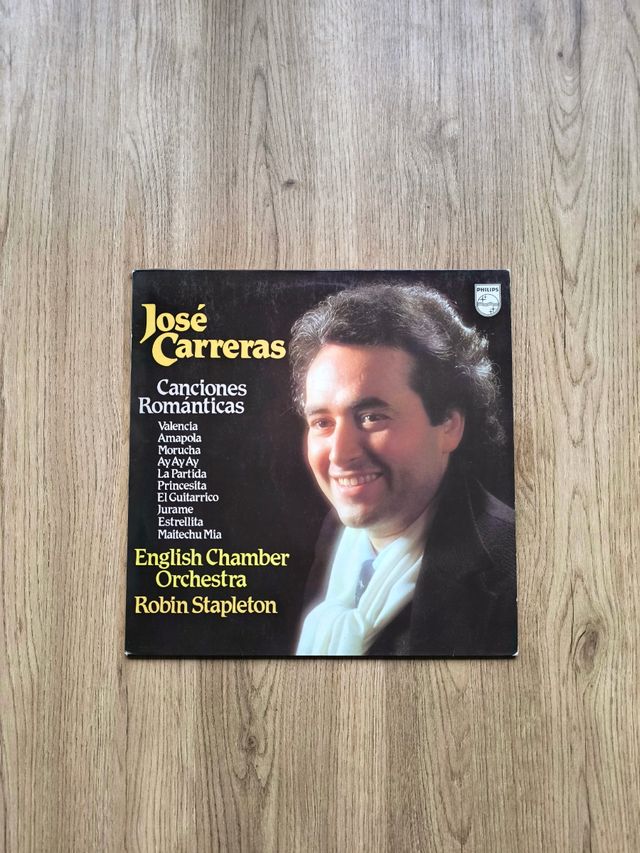 PHILIPS
José
Carreras
Canciones
Románticas
Valencia
Amapola
Morucha
Ay Ay Ay
La Partida
Princesita
El Guitarrico
Jurame
Estrellita
Maitechu Mia
English Chamber
Orchestra
Robin Stapleton